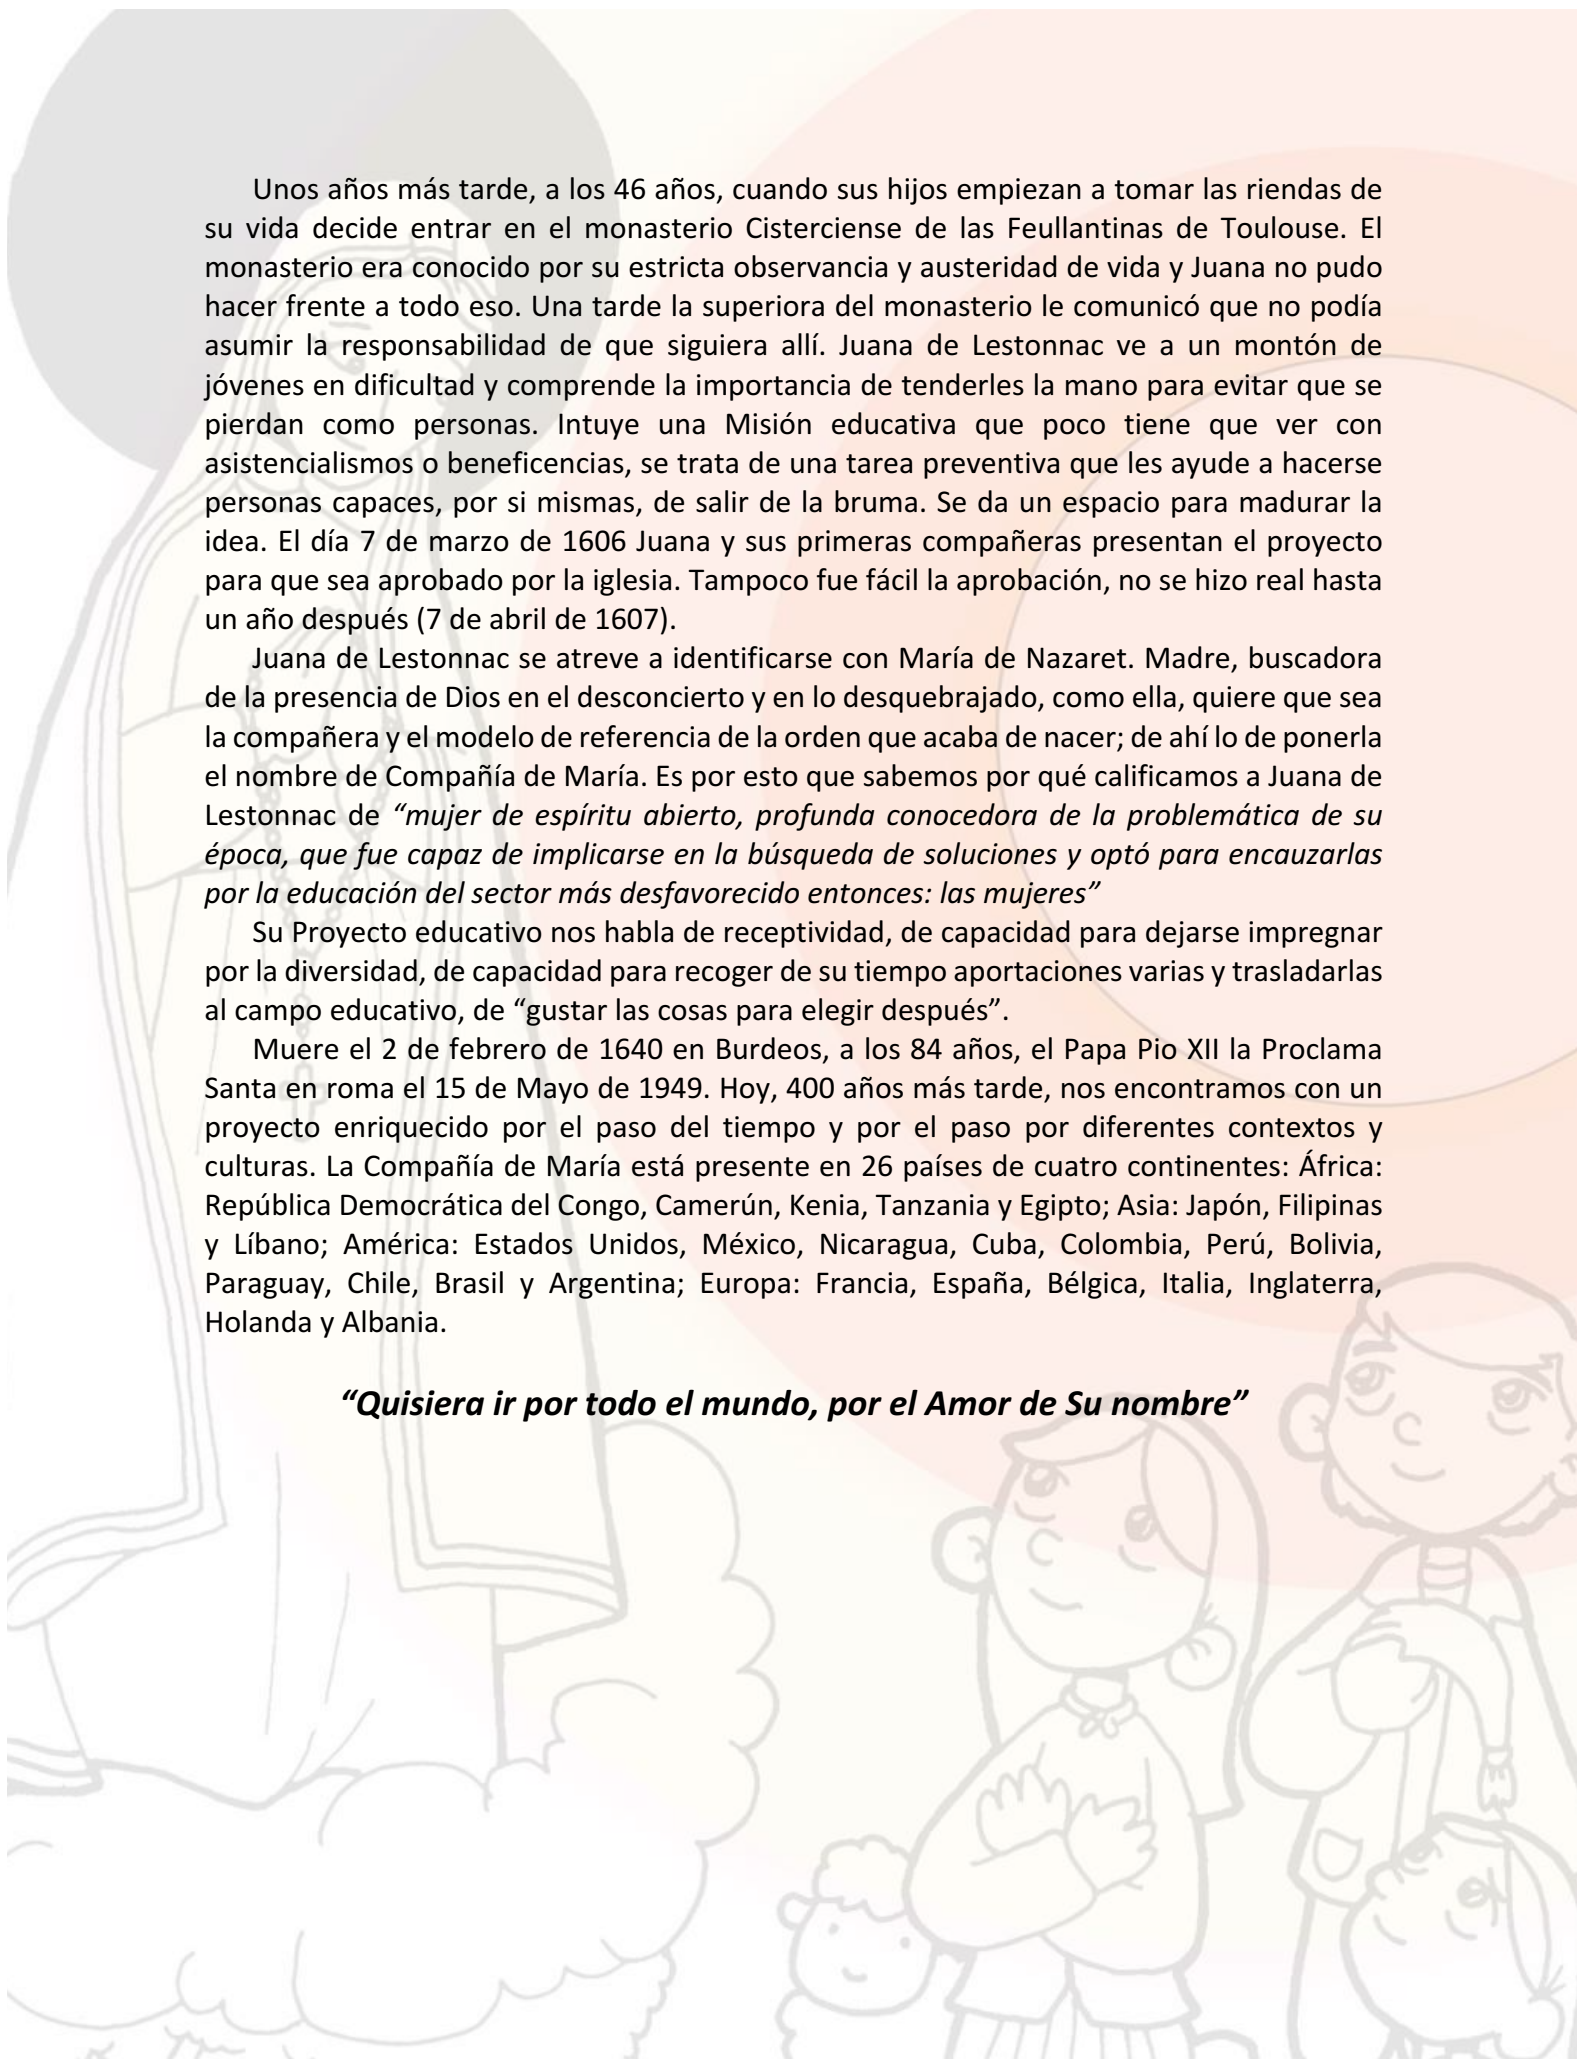 Unos años más tarde, a los 46 años, cuando sus hijos empiezan a tomar las riendas de
su vida decide entrar en el monasterio Cisterciense de las Feullantinas de Toulouse. El
monasterio era conocido por su estricta observancia y austeridad de vida y Juana no pudo
hacer frente a todo eso. Una tarde la superiora del monasterio le comunicó que no podía
asumir la responsabilidad de que siguiera allí. Juana de Lestonnac ve a un montón de
jóvenes en dificultad y comprende la importancia de tenderles la mano para evitar que se
pierdan como personas. Intuye una Misión educativa que poco tiene que ver con
asistencialismos o beneficencias, se trata de una tarea preventiva que les ayude a hacerse
personas capaces, por si mismas, de salir de la bruma. Se da un espacio para madurar la
idea. El día 7 de marzo de 1606 Juana y sus primeras compañeras presentan el proyecto
para que sea aprobado por la iglesia. Tampoco fue fácil la aprobación, no se hizo real hasta
un año después (7 de abril de 1607).
Juana de Lestonnac se atreve a identificarse con María de Nazaret. Madre, buscadora
de la presencia de Dios en el desconcierto y en lo desquebrajado, como ella, quiere que sea
la compañera y el modelo de referencia de la orden que acaba de nacer; de ahí lo de ponerla
el nombre de Compañía de María. Es por esto que sabemos por qué calificamos a Juana de
Lestonnac de “mujer de espíritu abierto, profunda conocedora de la problemática de su
época, que fue capaz de implicarse en la búsqueda de soluciones y optó para encauzarlas
por la educación del sector más desfavorecido entonces: las mujeres”
Su Proyecto educativo nos habla de receptividad, de capacidad para dejarse impregnar
por la diversidad, de capacidad para recoger de su tiempo aportaciones varias y trasladarlas
al campo educativo, de “gustar las cosas para elegir después”.
Muere el 2 de febrero de 1640 en Burdeos, a los 84 años, el Papa Pio XII la Proclama
Santa en roma el 15 de Mayo de 1949. Hoy, 400 años más tarde, nos encontramos con un
proyecto enriquecido por el paso del tiempo y por el paso por diferentes contextos y
culturas. La Compañía de María está presente en 26 países de cuatro continentes: África:
República Democrática del Congo, Camerún, Kenia, Tanzania y Egipto; Asia: Japón, Filipinas
y Líbano; América: Estados Unidos, México, Nicaragua, Cuba, Colombia, Perú, Bolivia,
Paraguay, Chile, Brasil y Argentina; Europa: Francia, España, Bélgica, Italia, Inglaterra,
Holanda y Albania.
“Quisiera ir por todo el mundo, por el Amor de Su nombre”